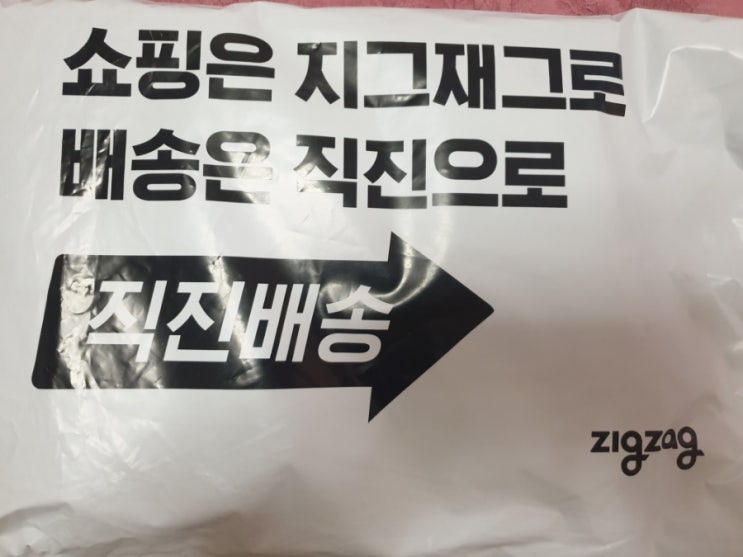 쇼핑은 지그재그로
배송은 직진으로
직진배송
zigzag